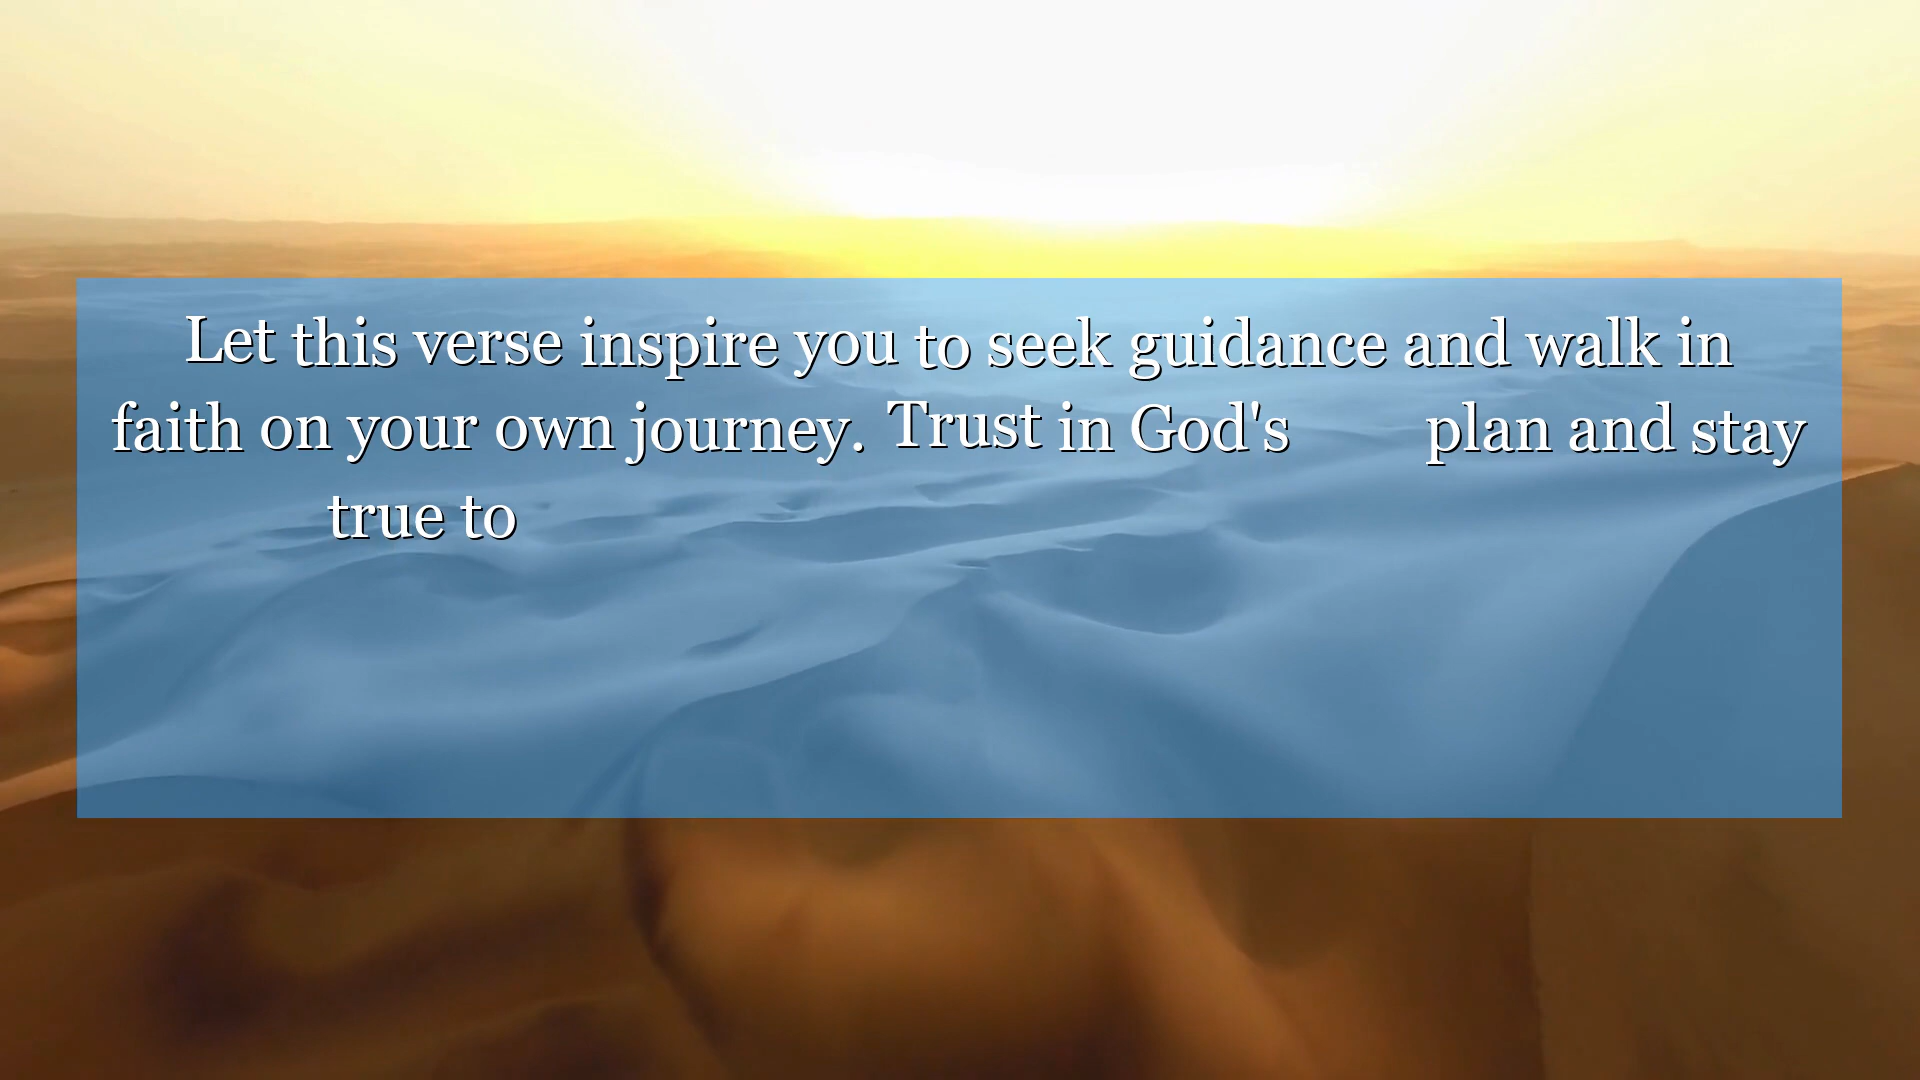 Let this verse inspire you to seek guidance and walk in
faith on your own journey. Trust in God's plan and stay
true to